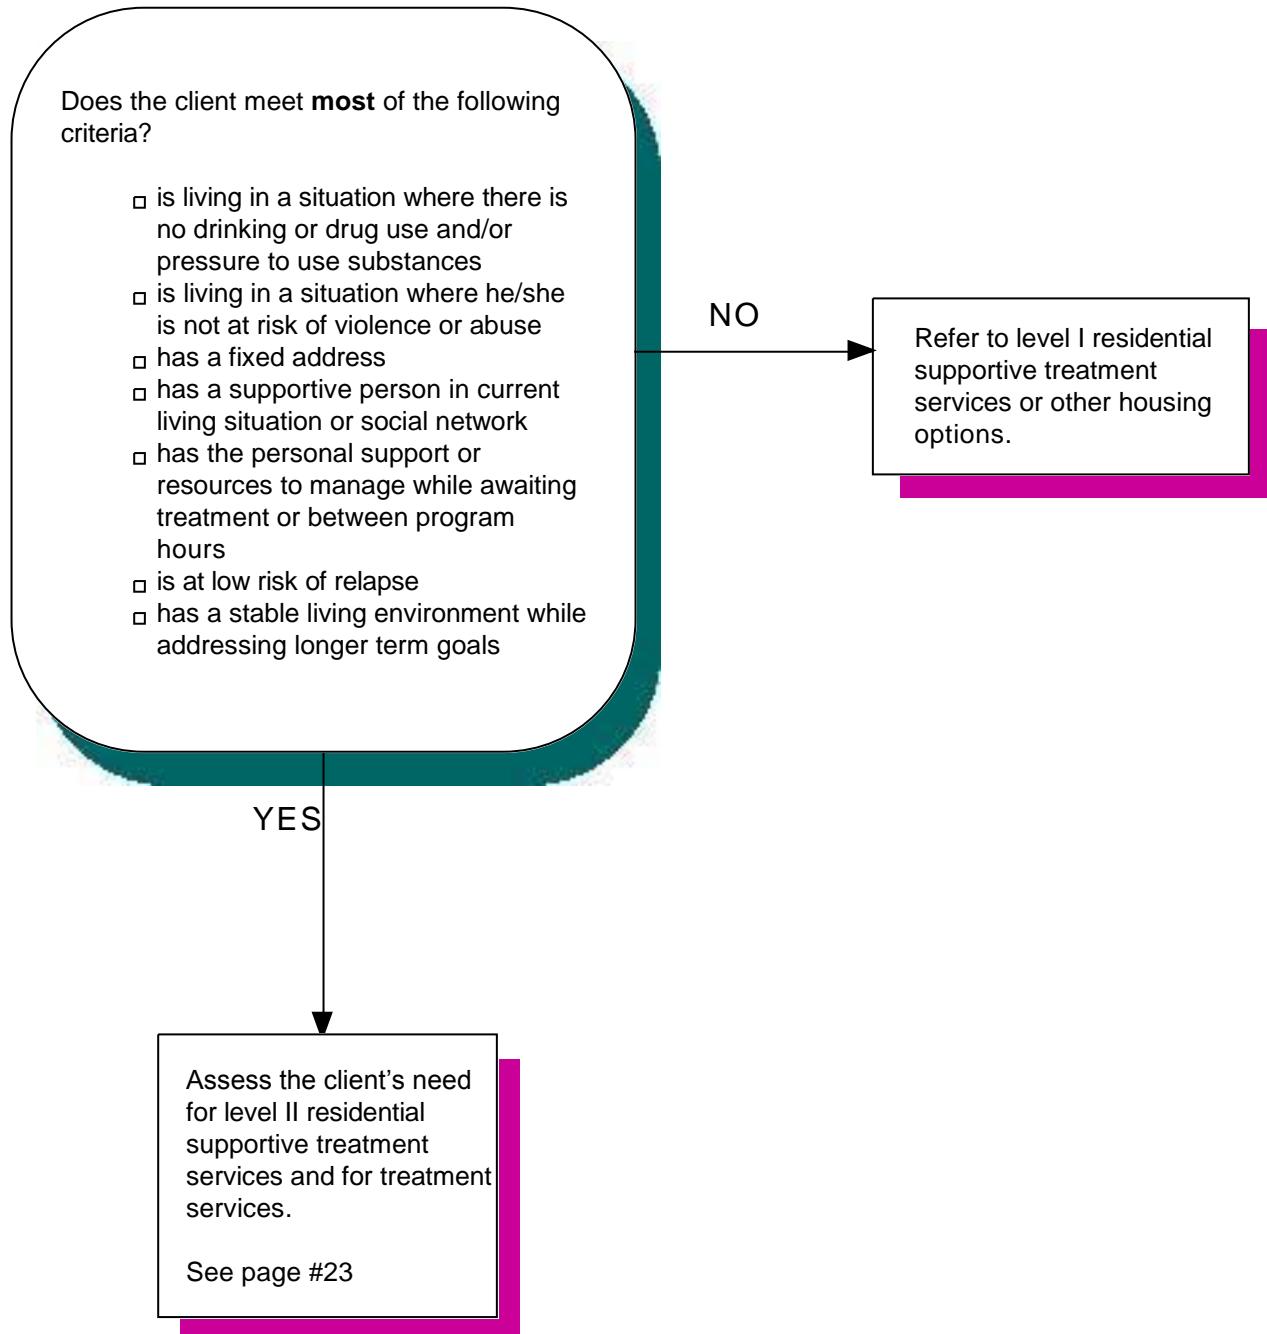 Does the client meet most of the following
criteria?
is living in a situation where there is
no drinking or drug use and/or
pressure to use substances
is living in a situation where he/she
is not at risk of violence or abuse
has a fixed address
has a supportive person in current
living situation or social network
has the personal support or
resources to manage while awaiting
treatment or between program
hours
is at low risk of relapse
has a stable living environment while
addressing longer term goals
NO
Refer to level I residential
supportive treatment
services or other housing
options.
YES
Assess the client's need
for level II residential
supportive treatment
services and for treatment
services.
See page #23